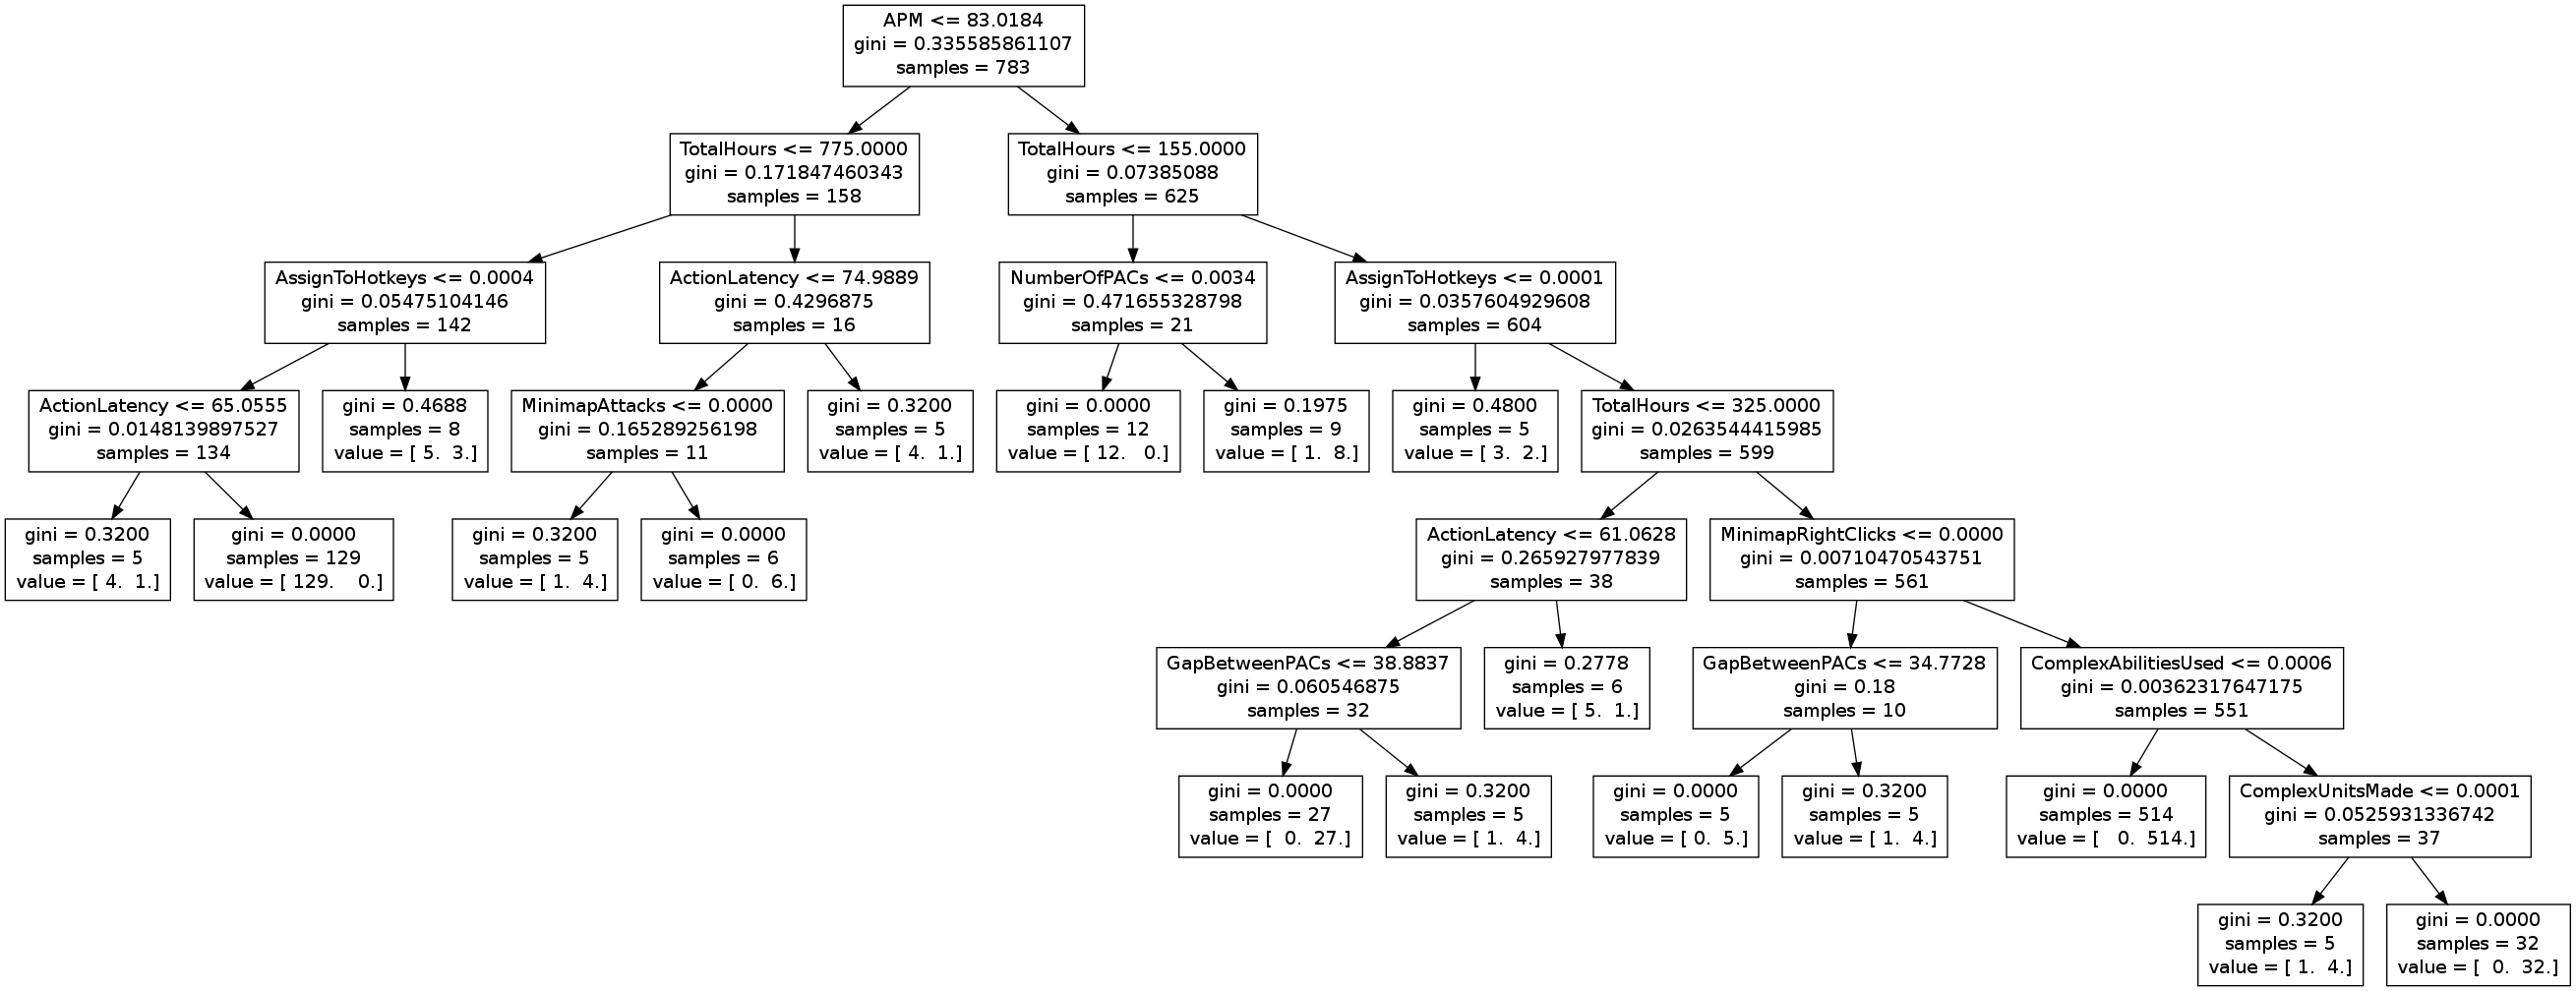 APM <= 83.0184
gini = 0.335585861107
samples = 783
TotalHours <= 775.0000
gini = 0.171847460343
samples = 158
TotalHours <= 155.0000
gini = 0.07385088
samples = 625
AssignToHotkeys <= 0.0004
gini = 0.05475104146
samples = 142
ActionLatency <= 74.9889
gini = 0.4296875
samples = 16
NumberOfPACs <= 0.0034
gini = 0.471655328798
samples = 21
AssignToHotkeys <= 0.0001
gini = 0.0357604929608
samples = 604
ActionLatency <= 65.0555
gini = 0.0148139897527
samples = 134
gini = 0.4688
samples = 8
value = [ 5.  3.]
MinimapAttacks <= 0.0000
gini = 0.165289256198
samples = 11
gini = 0.3200
samples = 5
value = [ 4.  1.]
gini = 0.0000
samples = 12
value = [ 12.   0.]
gini = 0.1975
samples = 9
value = [ 1.  8.]
gini = 0.4800
samples = 5
value = [ 3.  2.]
TotalHours <= 325.0000
gini = 0.0263544415985
samples = 599
gini = 0.3200
samples = 5
value = [ 4.  1.]
gini = 0.0000
samples = 129
value = [ 129.    0.]
gini = 0.3200
samples = 5
value = [ 1.  4.]
gini = 0.0000
samples = 6
value = [ 0.  6.]
ActionLatency <= 61.0628
gini = 0.265927977839
samples = 38
MinimapRightClicks <= 0.0000
gini = 0.00710470543751
samples = 561
GapBetweenPACs <= 38.8837
gini = 0.060546875
samples = 32
gini = 0.2778
samples = 6
value = [ 5.  1.]
GapBetweenPACs <= 34.7728
gini = 0.18
samples = 10
ComplexAbilitiesUsed <= 0.0006
gini = 0.00362317647175
samples = 551
gini = 0.0000
samples = 27
value = [  0.  27.]
gini = 0.3200
samples = 5
value = [ 1.  4.]
gini = 0.0000
samples = 5
value = [ 0.  5.]
gini = 0.3200
samples = 5
value = [ 1.  4.]
gini = 0.0000
samples = 514
value = [   0.  514.]
ComplexUnitsMade <= 0.0001
gini = 0.0525931336742
samples = 37
gini = 0.3200
samples = 5
value = [ 1.  4.]
gini = 0.0000
samples = 32
value = [  0.  32.]